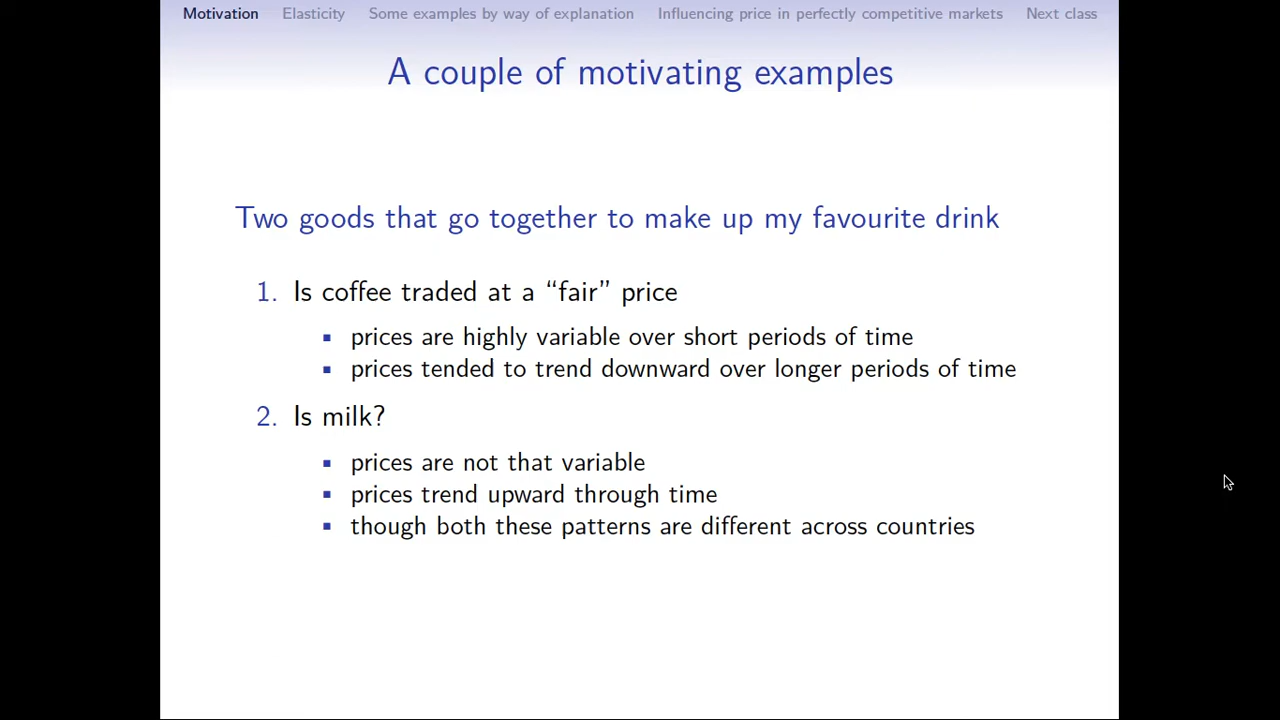 Motivation Elasticity Some examples by way of explanation Influencing price in perfectly competitive markets Next class
A couple of motivating examples
Two goods that go together to make up my favourite drink
1. Is coffee traded at a “fair” price
▪ prices are highly variable over short periods of time
▪ prices tended to trend downward over longer periods of time
2. Is milk?
▪ prices are not that variable
▪ prices trend upward through time
▪ though both these patterns are different across countries